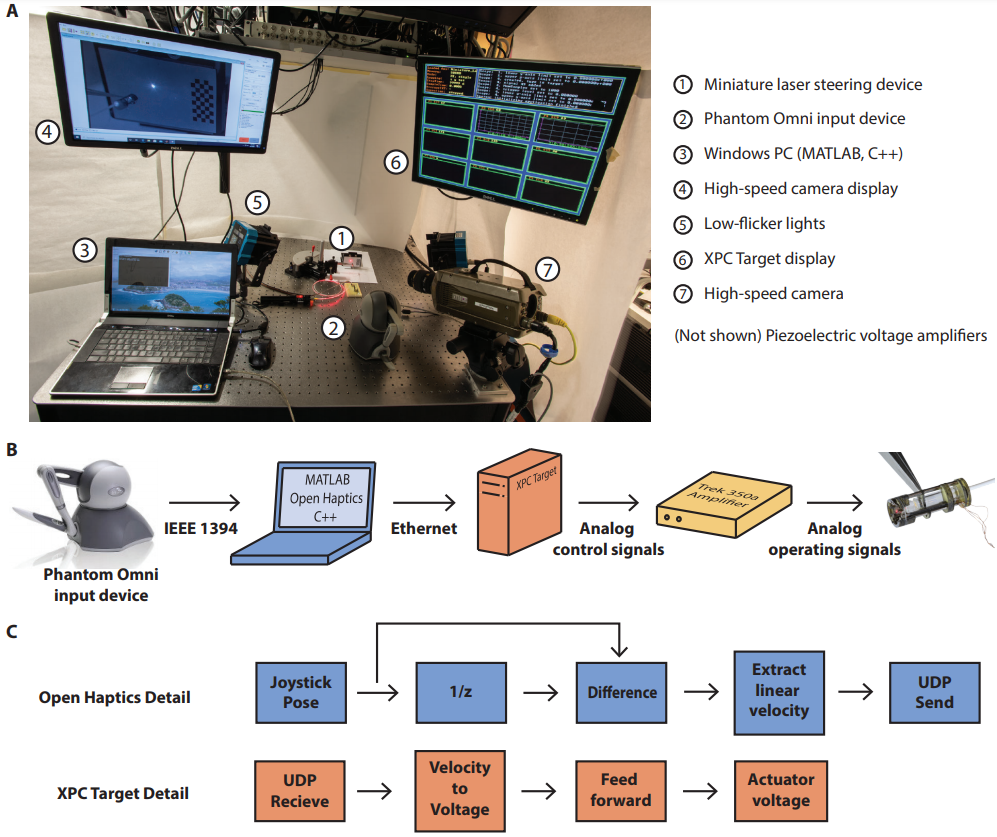 A
1
2
3
4
5
6
7
1 Miniature laser steering device
2 Phantom Omni input device
3 Windows PC (MATLAB, C++)
4 High-speed camera display
5 Low-flicker lights
6 XPC Target display
7 High-speed camera
(Not shown) Piezoelectric voltage amplifiers
B
Phantom Omni
input device
IEEE 1394
MATLAB
Open Haptics
C++
Ethernet
XPC Target
Analog
control signals
Trek 350a
Amplifier
Analog
operating signals
C
Open Haptics Detail
Joystick
Pose
1/z
Difference
Extract
linear
velocity
UDP
Send
XPC Target Detail
UDP
Recieve
Velocity
to
Voltage
Feed
forward
Actuator
voltage